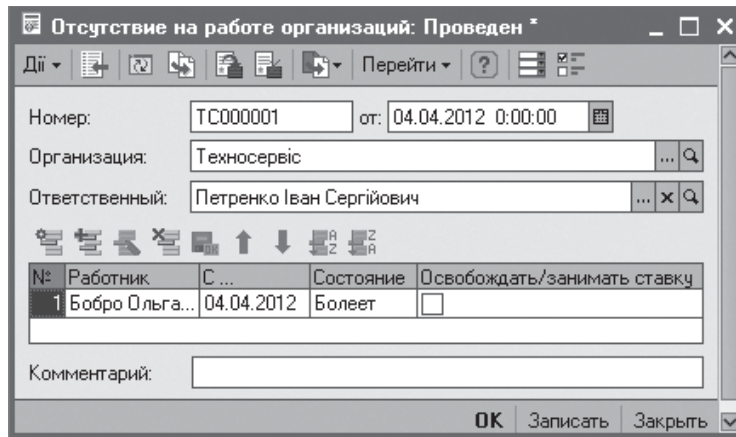 Отсутствие на работе организаций: Проведен *
Дії Перейти ?
Номер: ТС000001 от: 04.04.2012 0:00:00
Организация: Техносервіс ...
Ответственный: Петренко Іван Сергійович ... x
№ Работник С ... Состояние Освобождать/занимать ставку
1 Бобро Ольга... 04.04.2012 Болеет
Комментарий:
OK Записать Закрыть